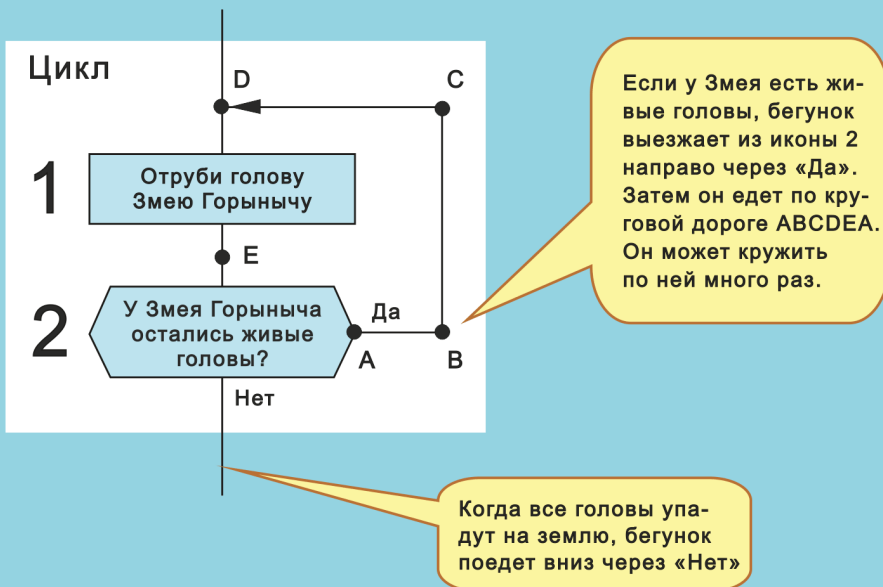 Цикл
D
C
1
Отруби голову
Змею Горынычу
E
2
У Змея Горыныча
остались живые
головы?
Да
A
B
Нет
Если у Змея есть жи-
вые головы, бегунок
выезжает из иконы 2
направо через «Да».
Затем он едет по кру-
говой дороге ABCDEA.
Он может кружить
по ней много раз.
Когда все головы упа-
дут на землю, бегунок
поедет вниз через «Нет»